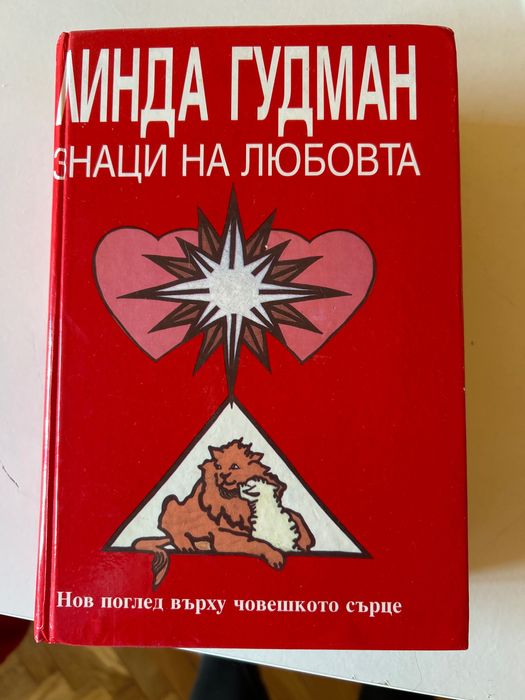 ЛИНДА ГУДМАН
ЗНАЦИ НА ЛЮБОВТА
Нов поглед върху човешкото сърце